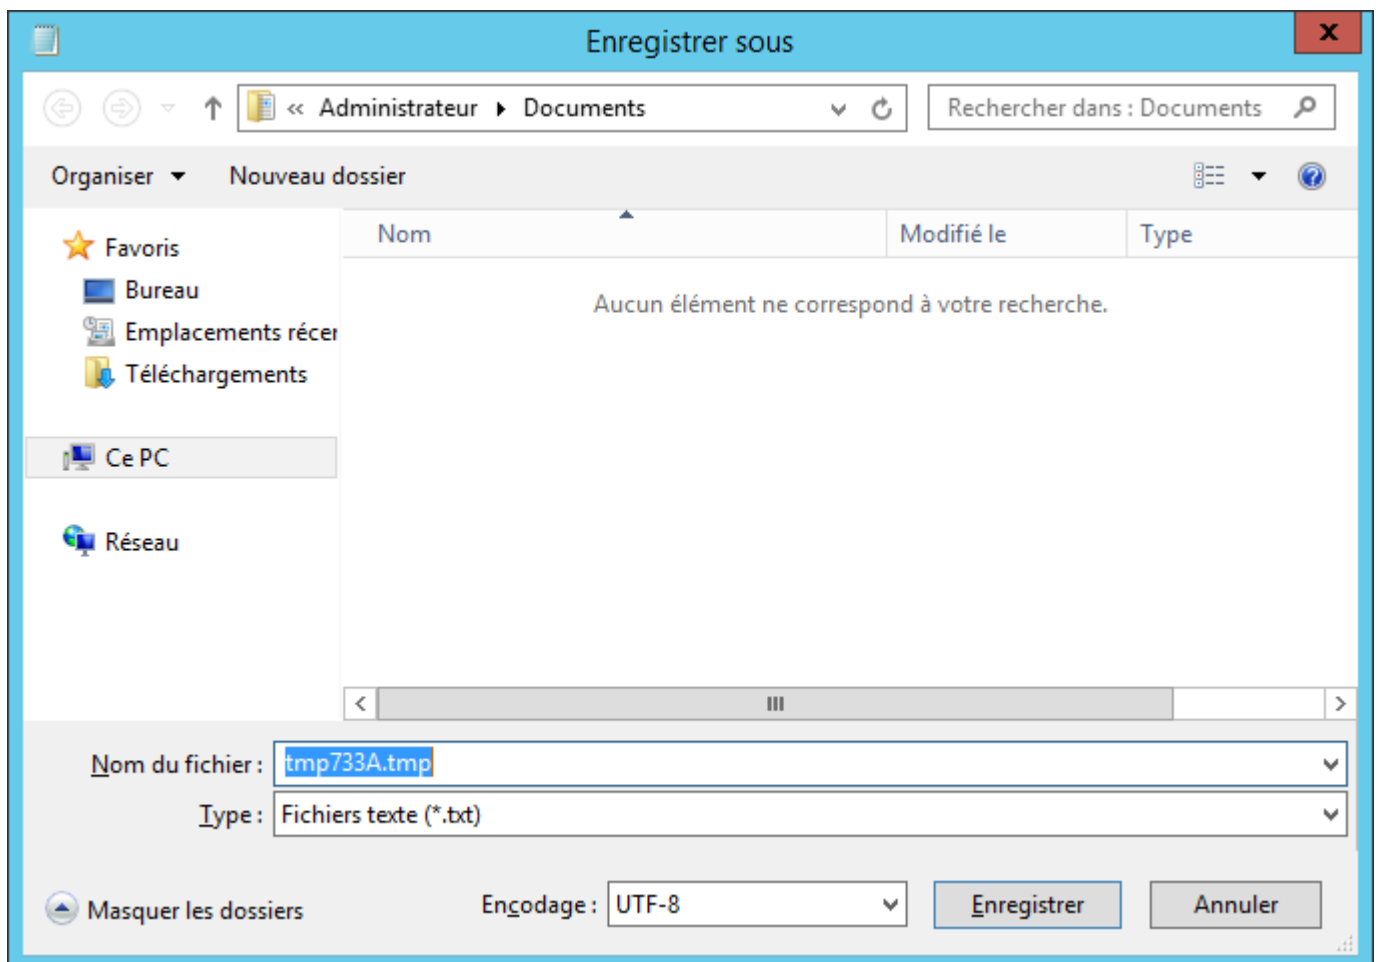 Enregistrer sous
« Administrateur Documents
Rechercher dans : Documents
Organiser
Nouveau dossier
Favoris
Bureau
Emplacements récer
Téléchargements
Ce PC
Réseau
Nom
Modifié le
Type
Aucun élément ne correspond à votre recherche.
Nom du fichier :
tmp733A.tmp
Type :
Fichiers texte (*.txt)
Masquer les dossiers
Encodage :
UTF-8
Enregistrer
Annuler